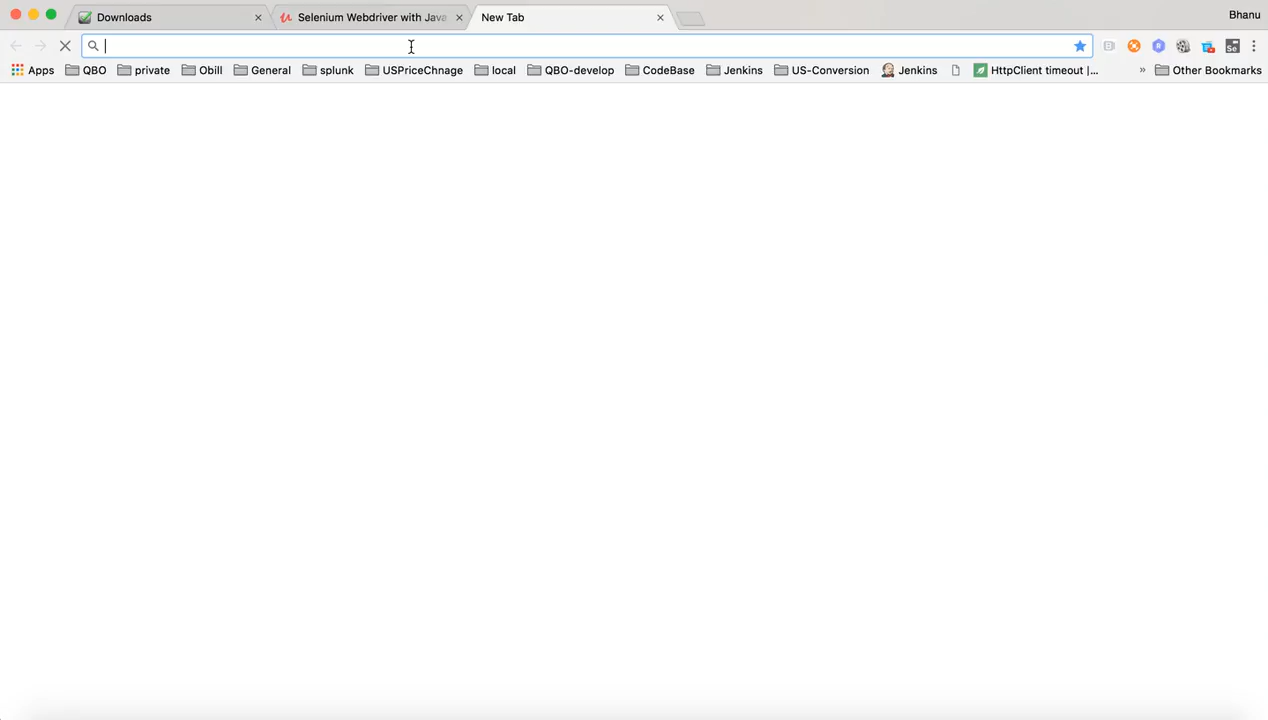 Downloads Selenium Webdriver with Java New Tab Bhanu
Apps QBO private Obill General splunk USPriceChnage local QBO-develop CodeBase Jenkins US-Conversion Jenkins HttpClient timeout |... » Other Bookmarks